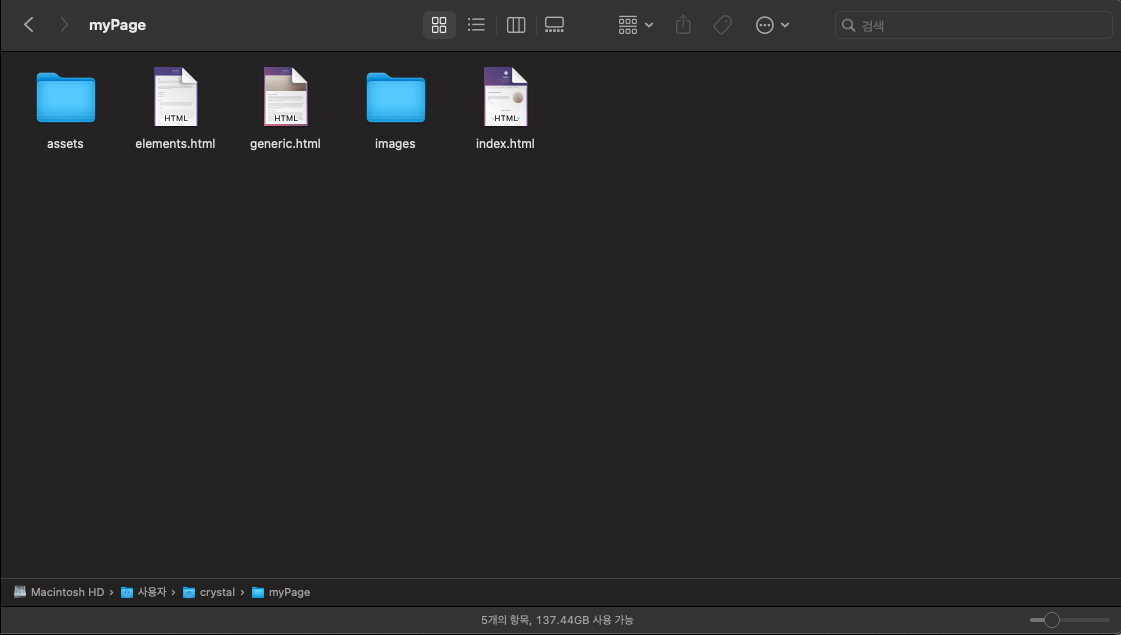 myPage
검색
HTML
HTML
HTML
assets
elements.html
generic.html
images
index.html
Macintosh HD › 사용자 › crystal › myPage
5개의 항목, 137.44GB 사용 가능